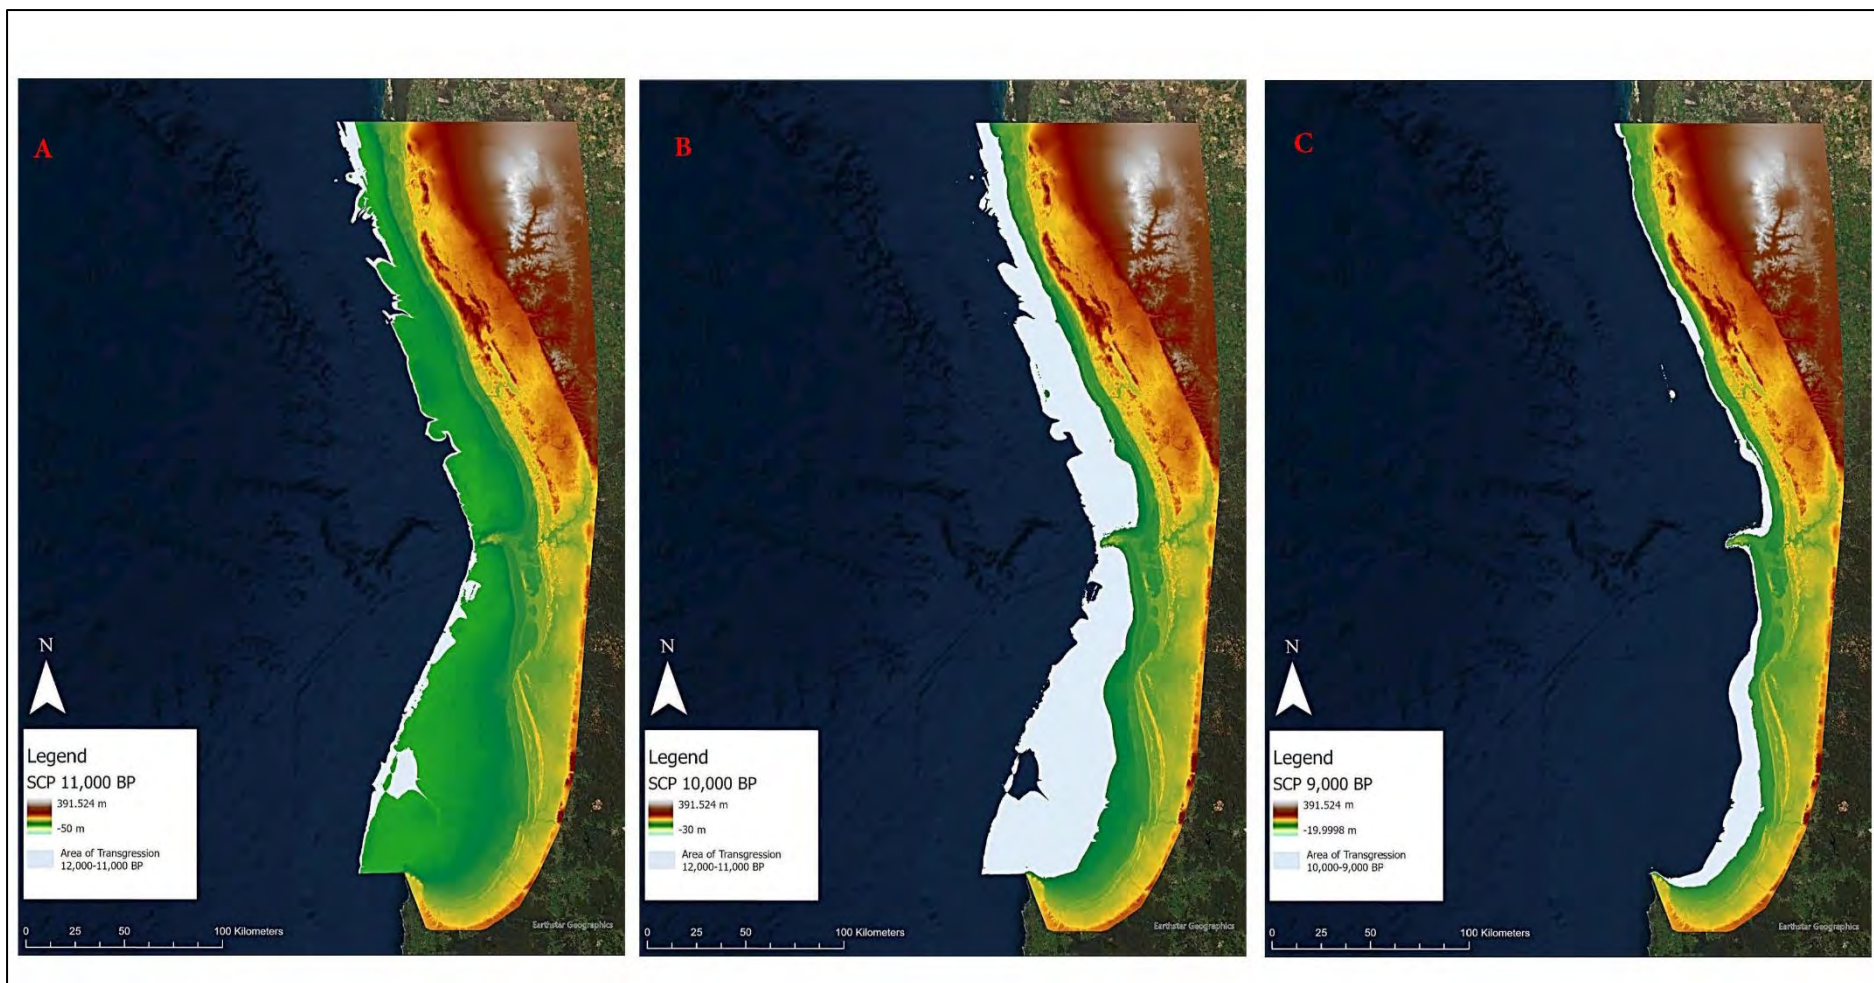 A
N
Legend
SCP 11,000 BP
391.524 m
-50 m
Area of Transgression
12,000-11,000 BP
0 25 50 100 Kilometers
Earthstar Geographics
B
N
Legend
SCP 10,000 BP
391.524 m
-30 m
Area of Transgression
12,000-11,000 BP
0 25 50 100 Kilometers
Earthstar Geographics
C
N
Legend
SCP 9,000 BP
391.524 m
-19.9998 m
Area of Transgression
10,000-9,000 BP
0 25 50 100 Kilometers
Earthstar Geographics